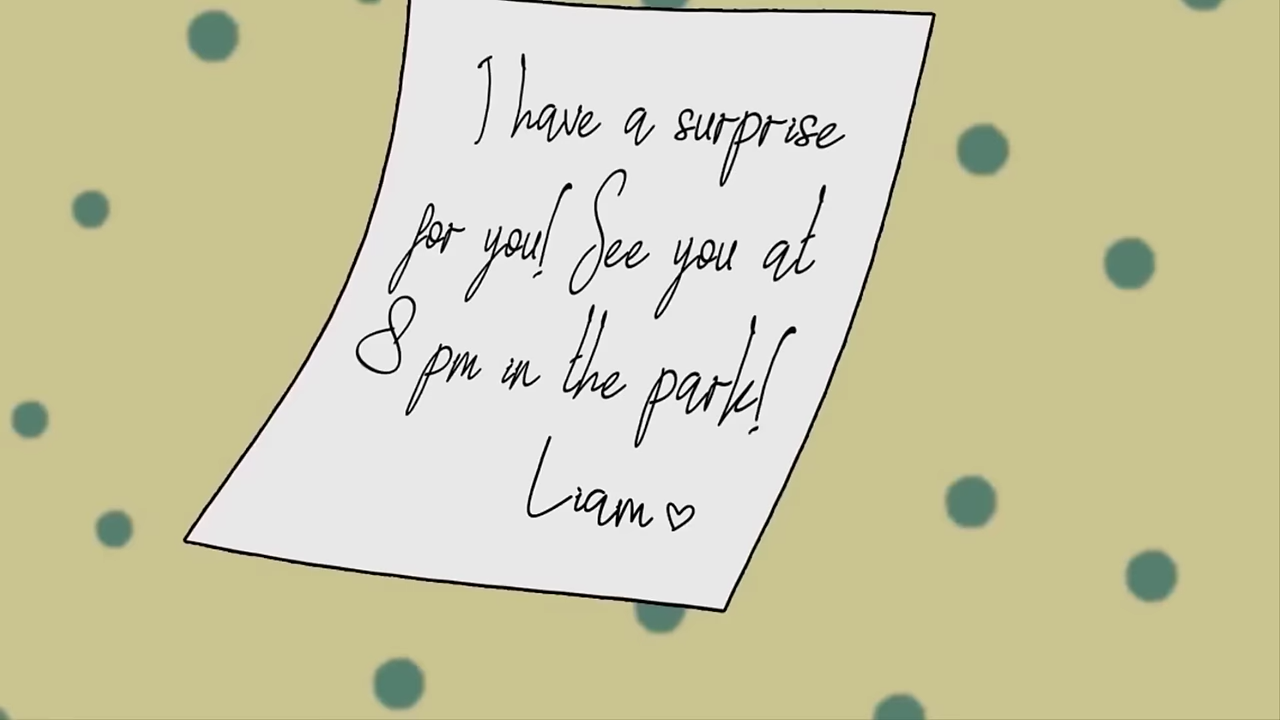 I have a surprise
for you! See you at
8 pm in the park!
Liam♡